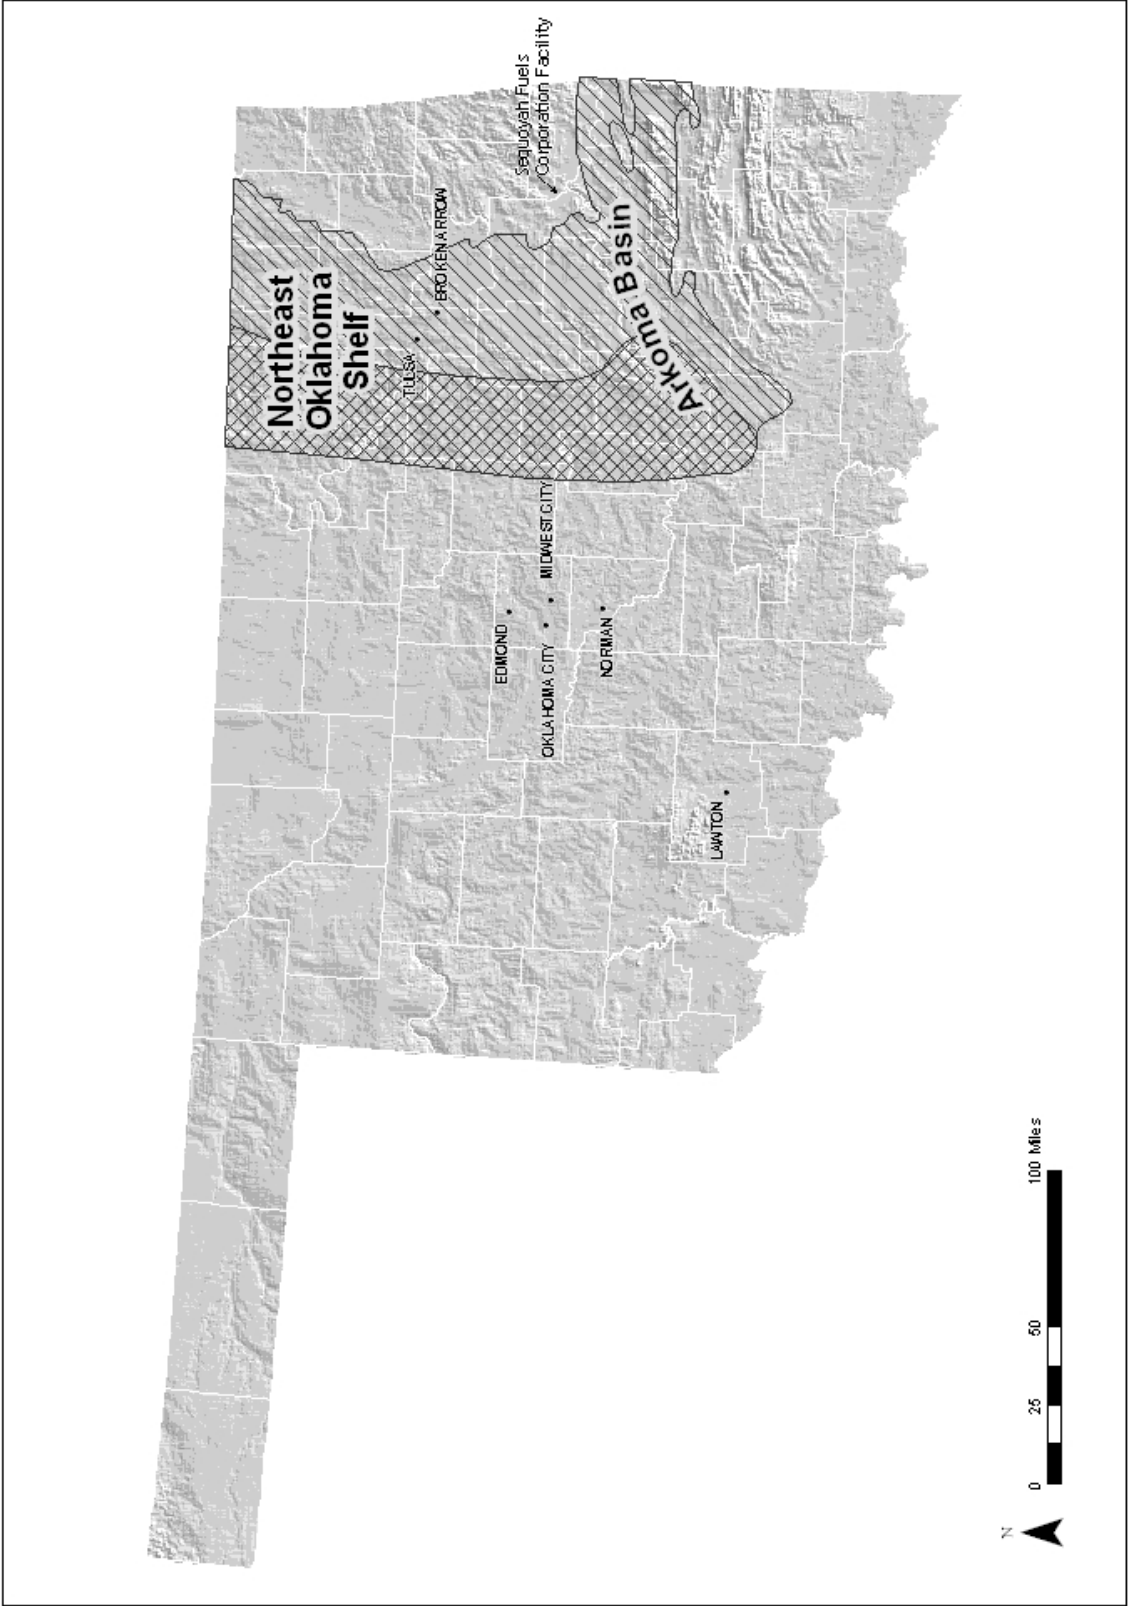 Northeast
Oklahoma
Shelf
TULSA
BROKEN ARROW
Sequoyah Fuels
Corporation Facility
EDMOND
OKLAHOMA CITY
MIDWEST CITY
NORMAN
Arkoma Basin
LAWTON
N
0 25 50 100 Miles